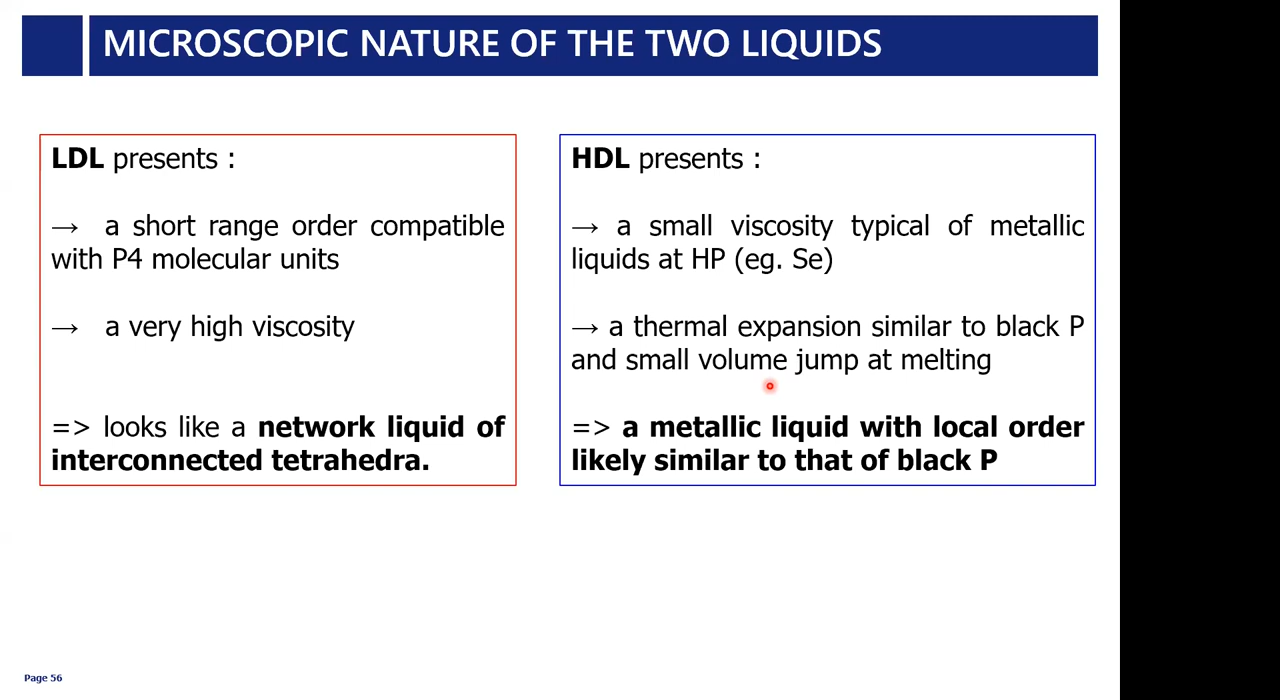 MICROSCOPIC NATURE OF THE TWO LIQUIDS
LDL presents :
→ a short range order compatible
with P4 molecular units
→ a very high viscosity
=> looks like a network liquid of
interconnected tetrahedra.
HDL presents :
→ a small viscosity typical of metallic
liquids at HP (eg. Se)
→ a thermal expansion similar to black P
and small volume jump at melting
=> a metallic liquid with local order
likely similar to that of black P
Page 56